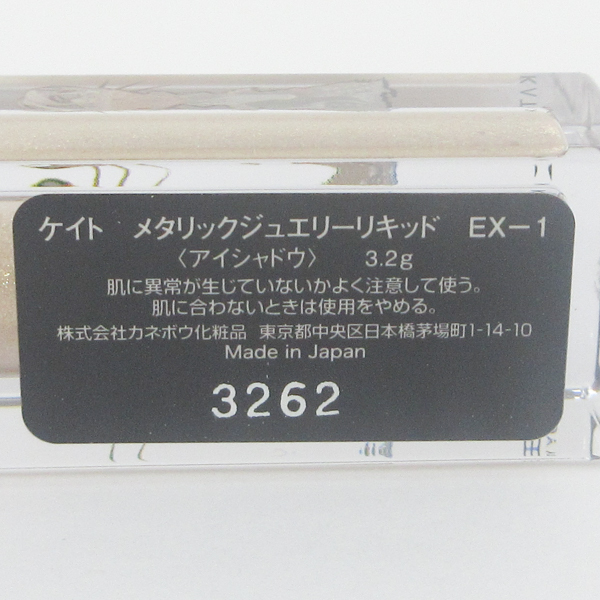 KAT
ケイト メタリックジュエリーリキッド EX-1
〈アイシャドウ〉 3.2g
肌に異常が生じていないかよく注意して使う。
肌に合わないときは使用をやめる。
株式会社カネボウ化粧品 東京都中央区日本橋茅場町1-14-10
Made in Japan
3262